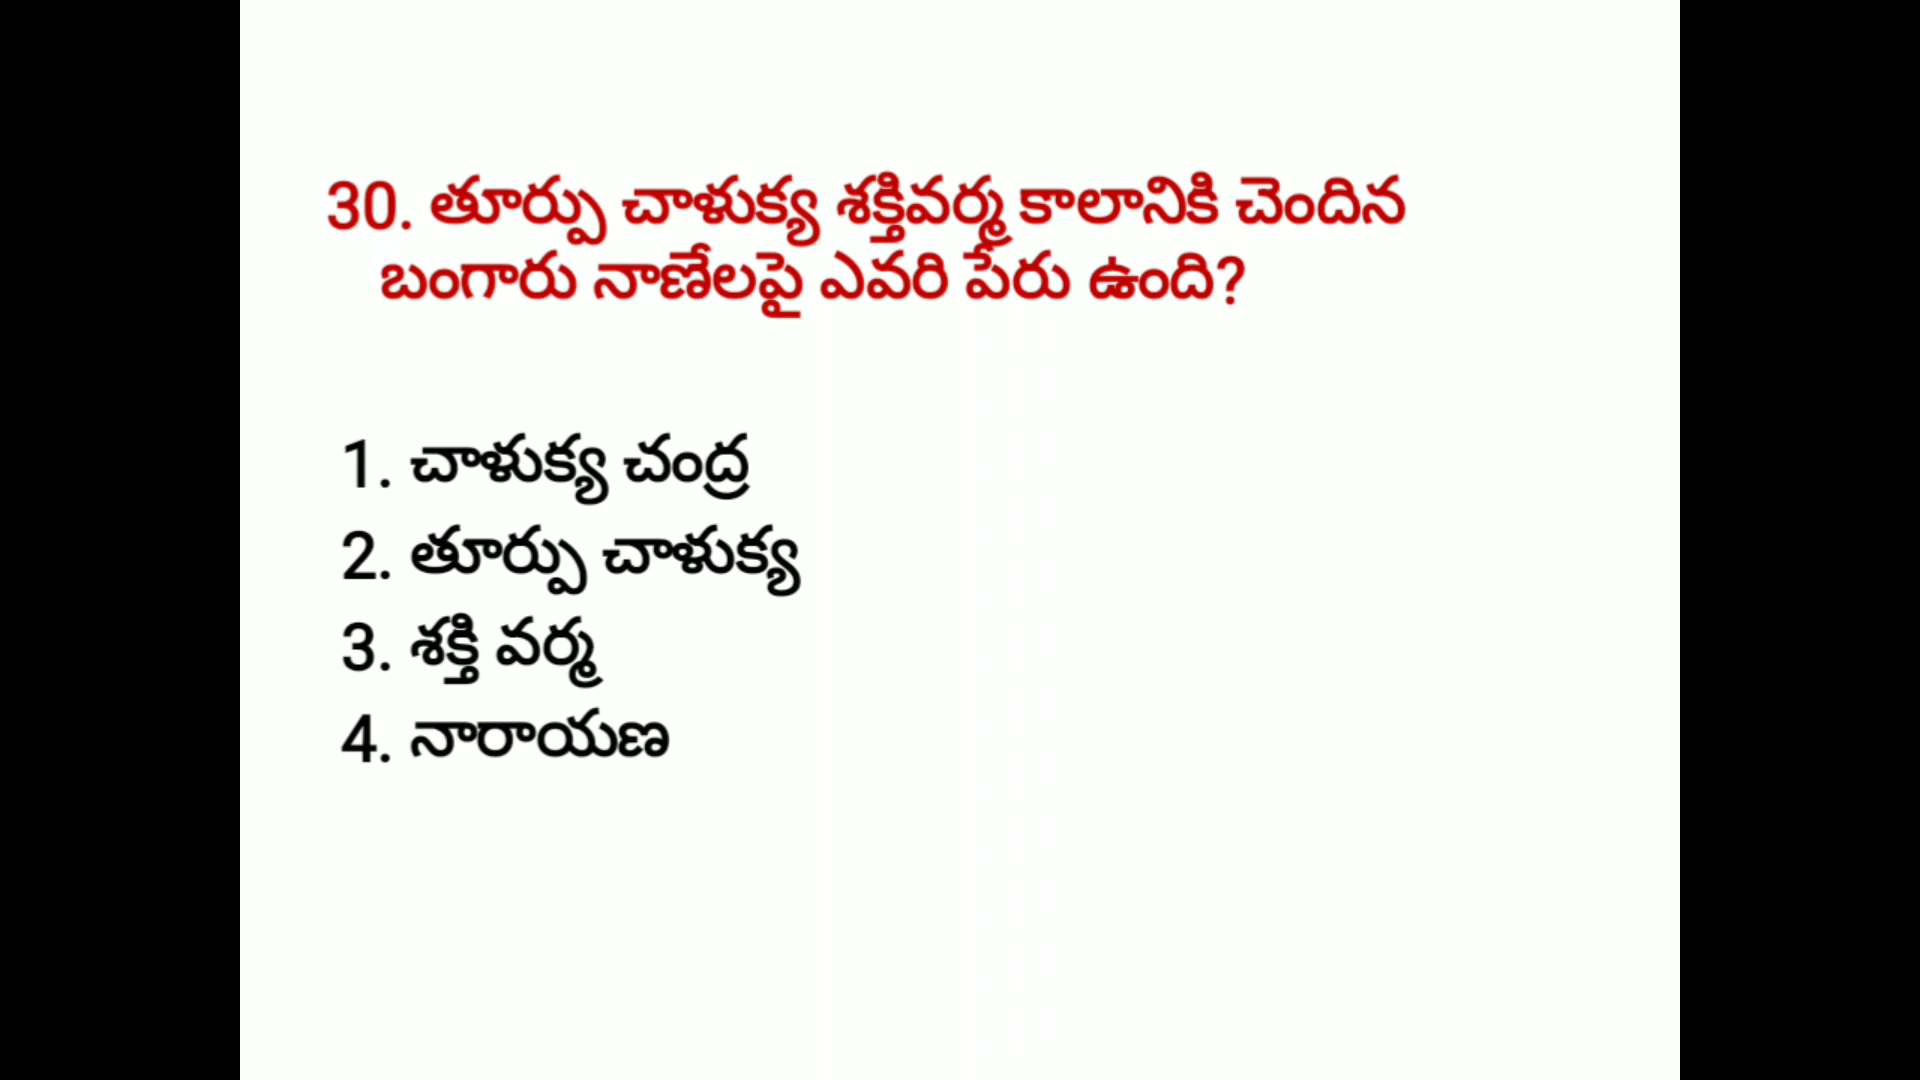 30. తూర్పు చాళుక్య శక్తివర్మ కాలానికి చెందిన
బంగారు నాణేలపై ఎవరి పేరు ఉంది?
1. చాళుక్య చంద్ర
2. తూర్పు చాళుక్య
3. శక్తి వర్మ
4. నారాయణ